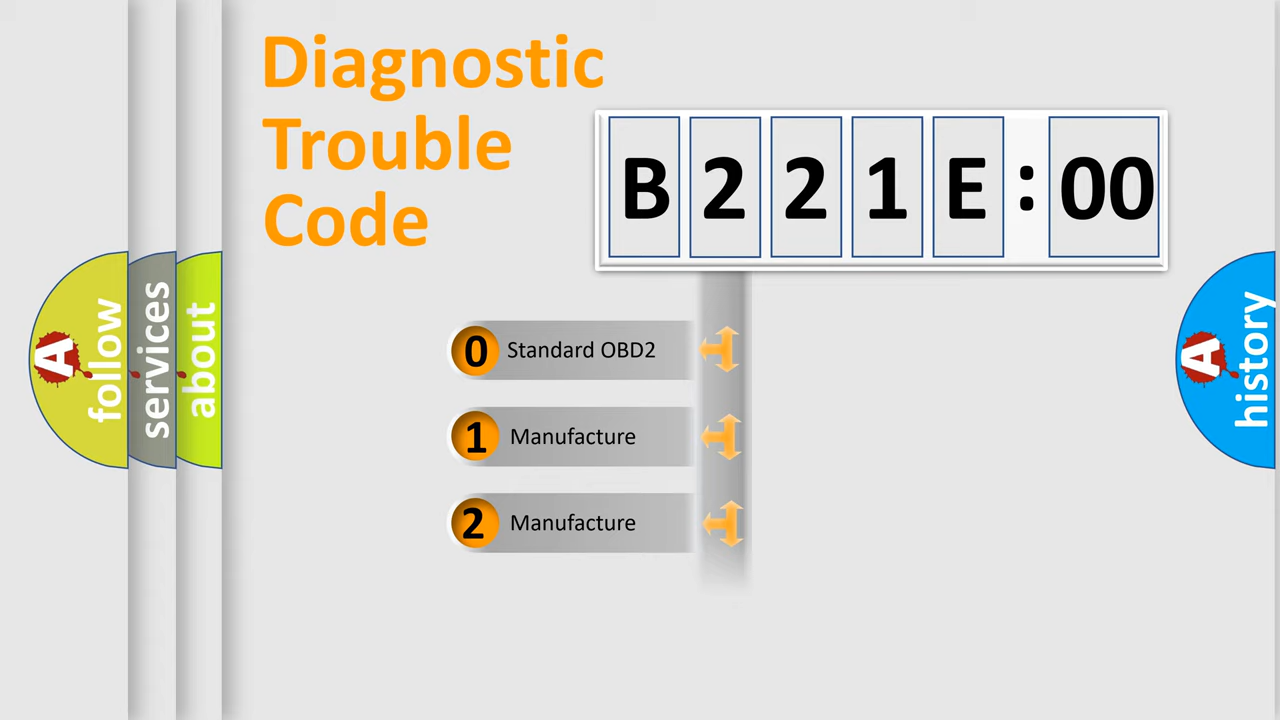 Diagnostic
Trouble
Code
B 2 2 1 E : 00
0 Standard OBD2
1 Manufacture
2 Manufacture
A follow
services
about
A history